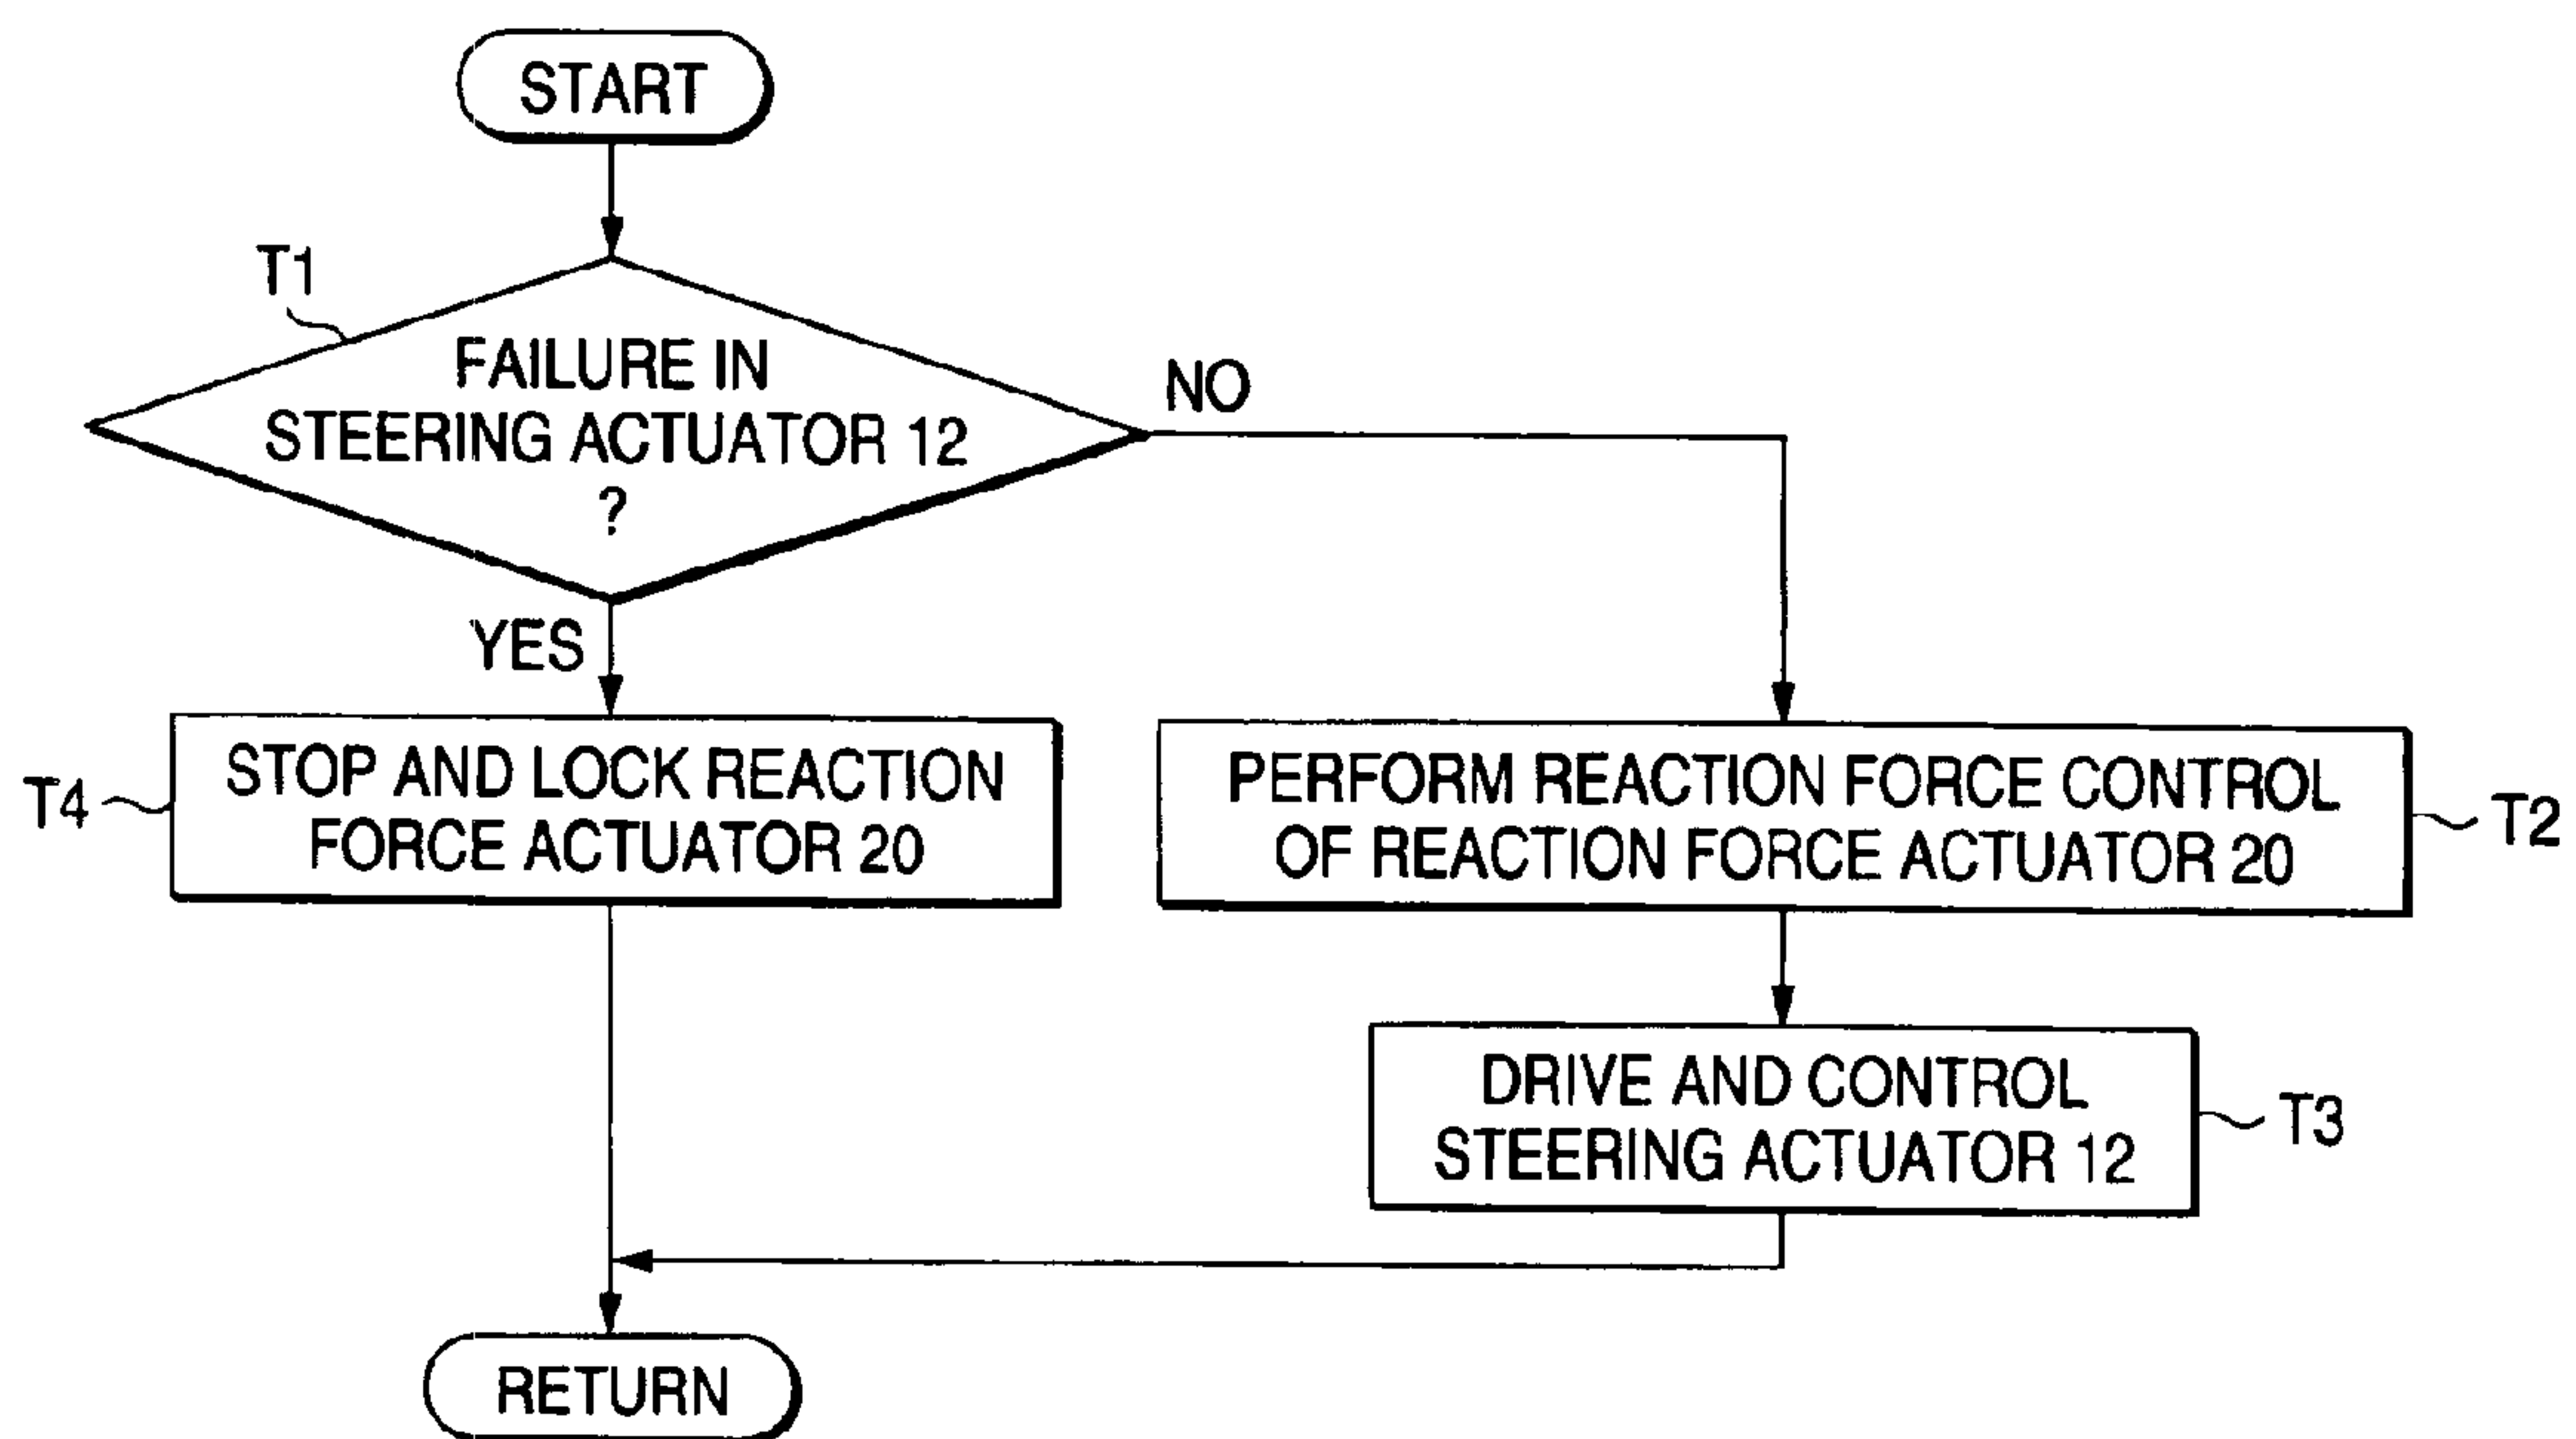 START
T1
FAILURE IN
STEERING ACTUATOR 12
?
NO
YES
T4
STOP AND LOCK REACTION
FORCE ACTUATOR 20
PERFORM REACTION FORCE CONTROL
OF REACTION FORCE ACTUATOR 20
T2
DRIVE AND CONTROL
STEERING ACTUATOR 12
T3
RETURN